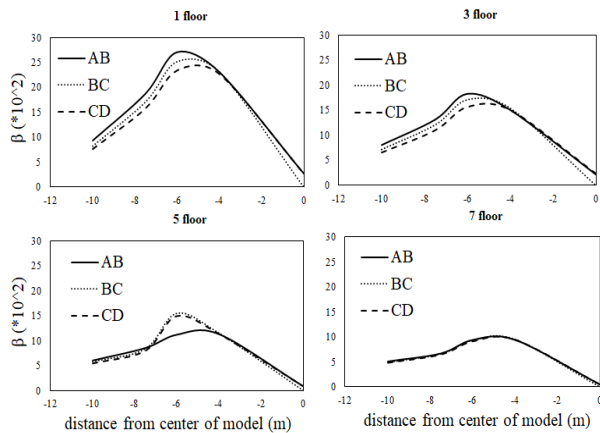 1 floor
3 floor
β (*10^2)
30
25
20
15
10
5
0
AB
BC
CD
-12 -10 -8 -6 -4 -2 0
30
25
20
15
10
5
0
AB
BC
CD
-12 -10 -8 -6 -4 -2 0
5 floor
7 floor
β (*10^2)
30
25
20
15
10
5
0
AB
BC
CD
-12 -10 -8 -6 -4 -2 0
distance from center of model (m)
30
25
20
15
10
5
0
AB
BC
CD
-12 -10 -8 -6 -4 -2 0
distance from center of model (m)